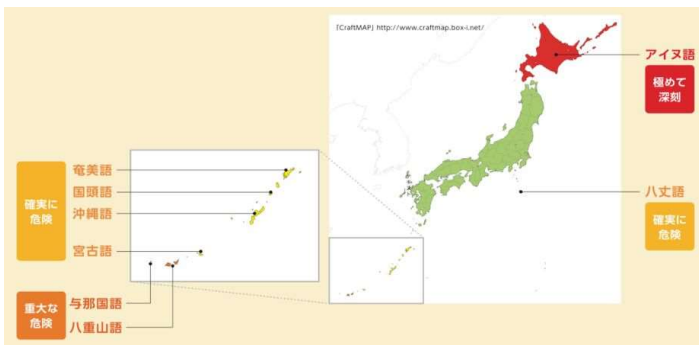 「CraftMAP」http://www.craftmap.box-i.net/
アイヌ語
極めて
深刻
八丈語
確実に
危険
奄美語
国頭語
沖縄語
宮古語
確実に
危険
与那国語
八重山語
重大な
危険